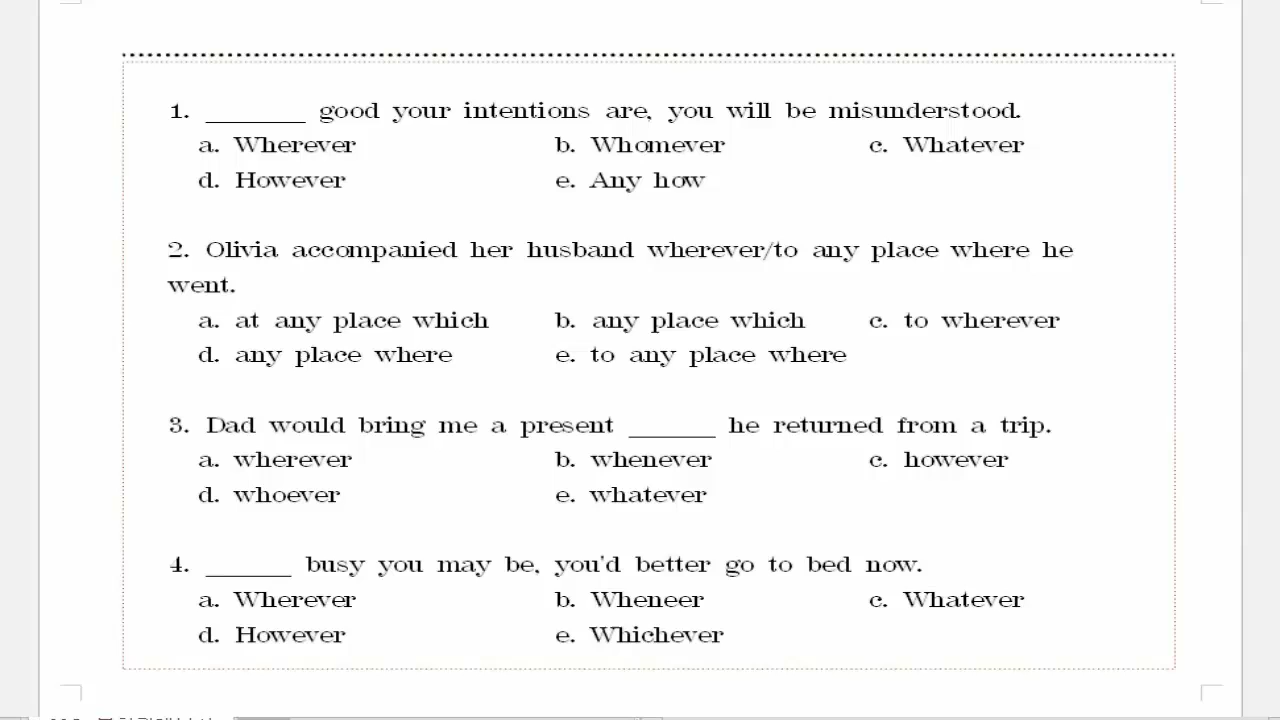 1. _______ good your intentions are, you will be misunderstood.
a. Wherever b. Whomever c. Whatever
d. However e. Any how
2. Olivia accompanied her husband wherever/to any place where he
went.
a. at any place which b. any place which c. to wherever
d. any place where e. to any place where
3. Dad would bring me a present ______ he returned from a trip.
a. wherever b. whenever c. however
d. whoever e. whatever
4. ______ busy you may be, you'd better go to bed now.
a. Wherever b. Wheneer c. Whatever
d. However e. Whichever